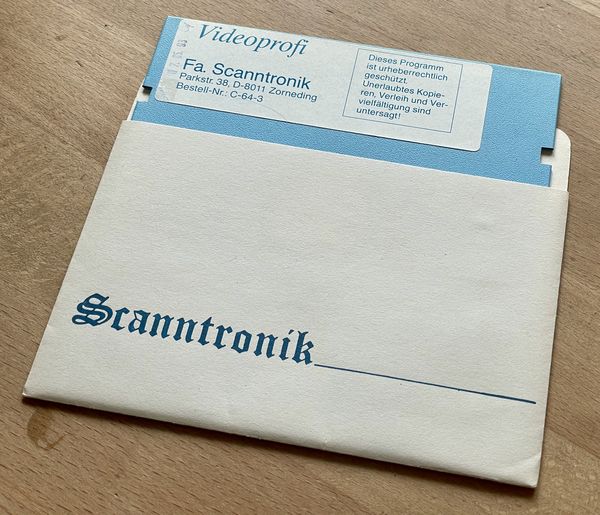 Videoprofi
Fa. Scanntronik
Parkstr. 38, D-8011 Zorneding
Bestell-Nr.: C-64-3
Dieses Programm
ist urheberrechtlich
geschützt.
Unerlaubtes Kopie-
ren, Verleih und Ver-
vielfältigung sind
untersagt!
Scanntronik